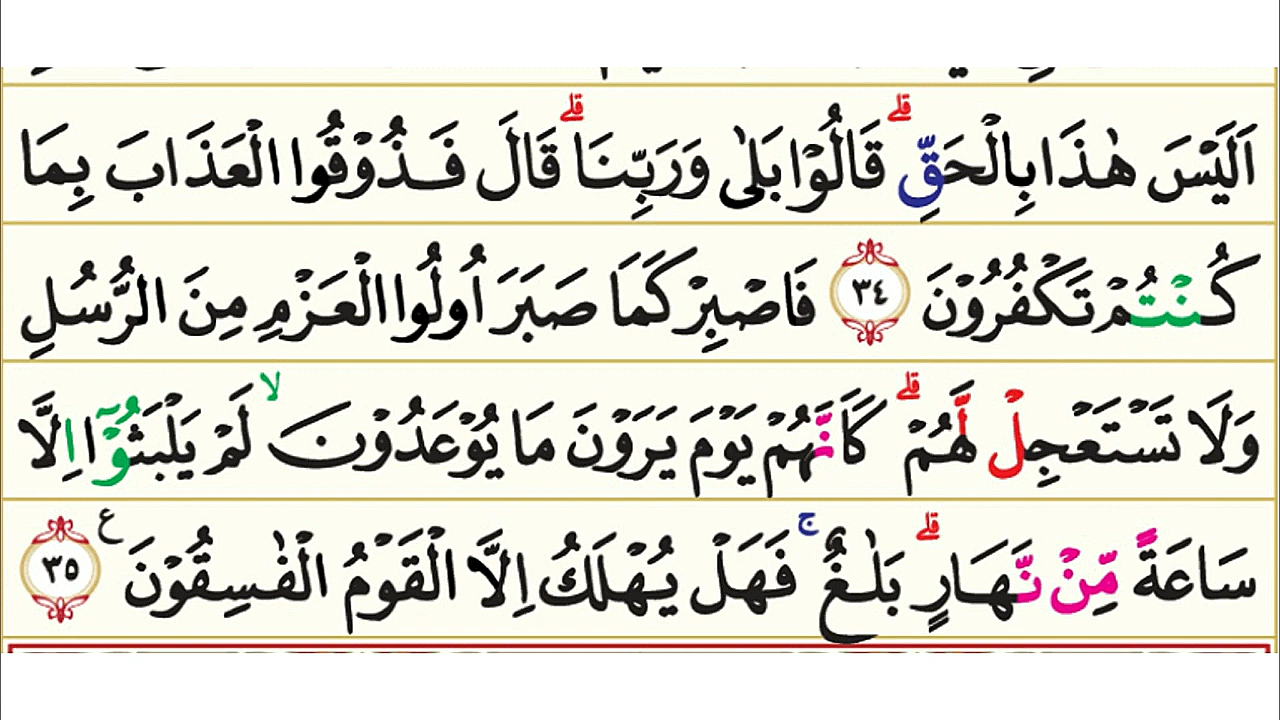 اَلَيْسَ هٰذَا بِالْحَقِّ ؕ قَالُوْا بَلٰى وَرَبِّنَا ؕ قَالَ فَذُوْقُوا الْعَذَابَ بِمَا
كُنْتُمْ تَكْفُرُوْنَ ٣٤ فَاصْبِرْ كَمَا صَبَرَ اُولُوا الْعَزْمِ مِنَ الرُّسُلِ
وَلَا تَسْتَعْجِلْ لَّهُمْ ؕ كَاَنَّهُمْ يَوْمَ يَرَوْنَ مَا يُوْعَدُوْنَ ۙ لَمْ يَلْبَثُوْۤا اِلَّا
سَاعَةً مِّنْ نَّهَارٍ ؕ بَلٰغٌ ۚ فَهَلْ يُهْلَكُ اِلَّا الْقَوْمُ الْفٰسِقُوْنَ ع ٣٥